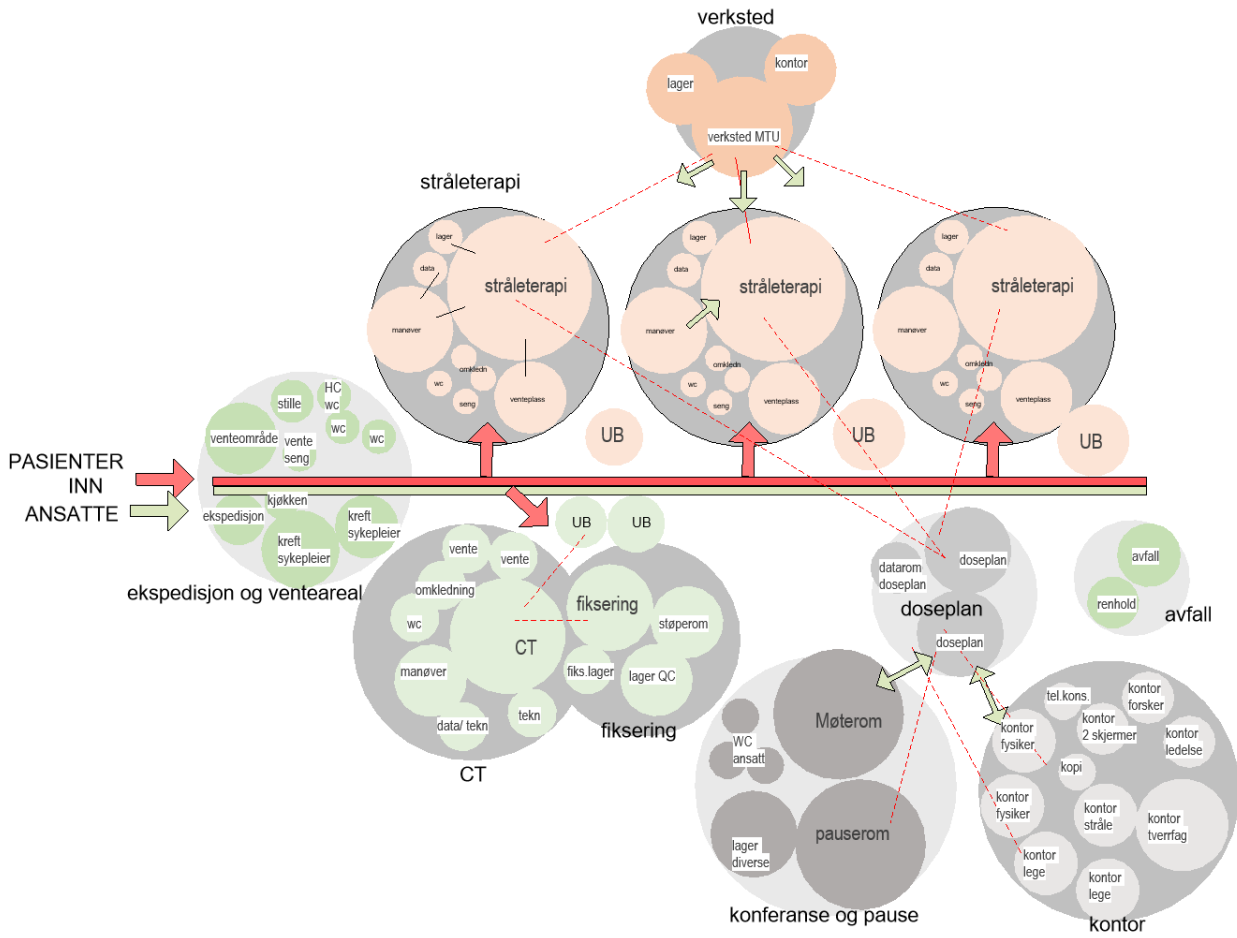 verksted
kontor
lager
verksted MTU
stråleterapi
lager
data
stråleterapi
manøver
omkledn
wc
seng
venteplass
lager
data
stråleterapi
manøver
omkledn
wc
seng
venteplass
lager
data
stråleterapi
manøver
omkledn
wc
seng
venteplass
UB
UB
UB
HC
wc
stille
wc
wc
venteområde
vente
seng
PASIENTER
INN
ANSATTE
kjøkken
ekspedisjon
kreft
sykepleier
kreft
sykepleier
ekspedisjon og venteareal
UB
UB
vente
vente
omkledning
wc
CT
manøver
data/ tekn
tekn
CT
fiksering
støperom
fiks.lager
lager QC
fiksering
doseplan
datarom
doseplan
doseplan
doseplan
avfall
renhold
avfall
Møterom
WC
ansatt
pauserom
lager
diverse
konferanse og pause
tel.kons.
kontor
forsker
kontor
2 skjermer
kontor
fysiker
kontor
ledelse
kopi
kontor
fysiker
kontor
stråle
kontor
tverrfag
kontor
lege
kontor
lege
kontor